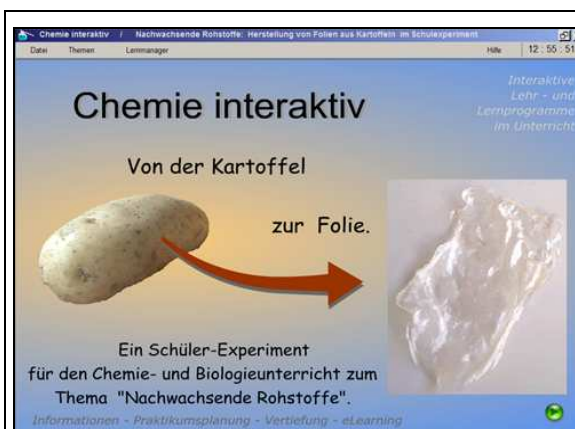 Chemie interaktiv / Nachwachsende Rohstoffe: Herstellung von Folien aus Kartoffeln im Schulexperiment
Datei Themen Lernmanager Hilfe 12 : 55 : 51
Interaktive
Lehr - und
Lernprogramme
im Unterricht
Chemie interaktiv
Von der Kartoffel
zur Folie.
Ein Schüler-Experiment
für den Chemie- und Biologieunterricht zum
Thema "Nachwachsende Rohstoffe".
Informationen - Praktikumsplanung - Vertiefung - eLearning